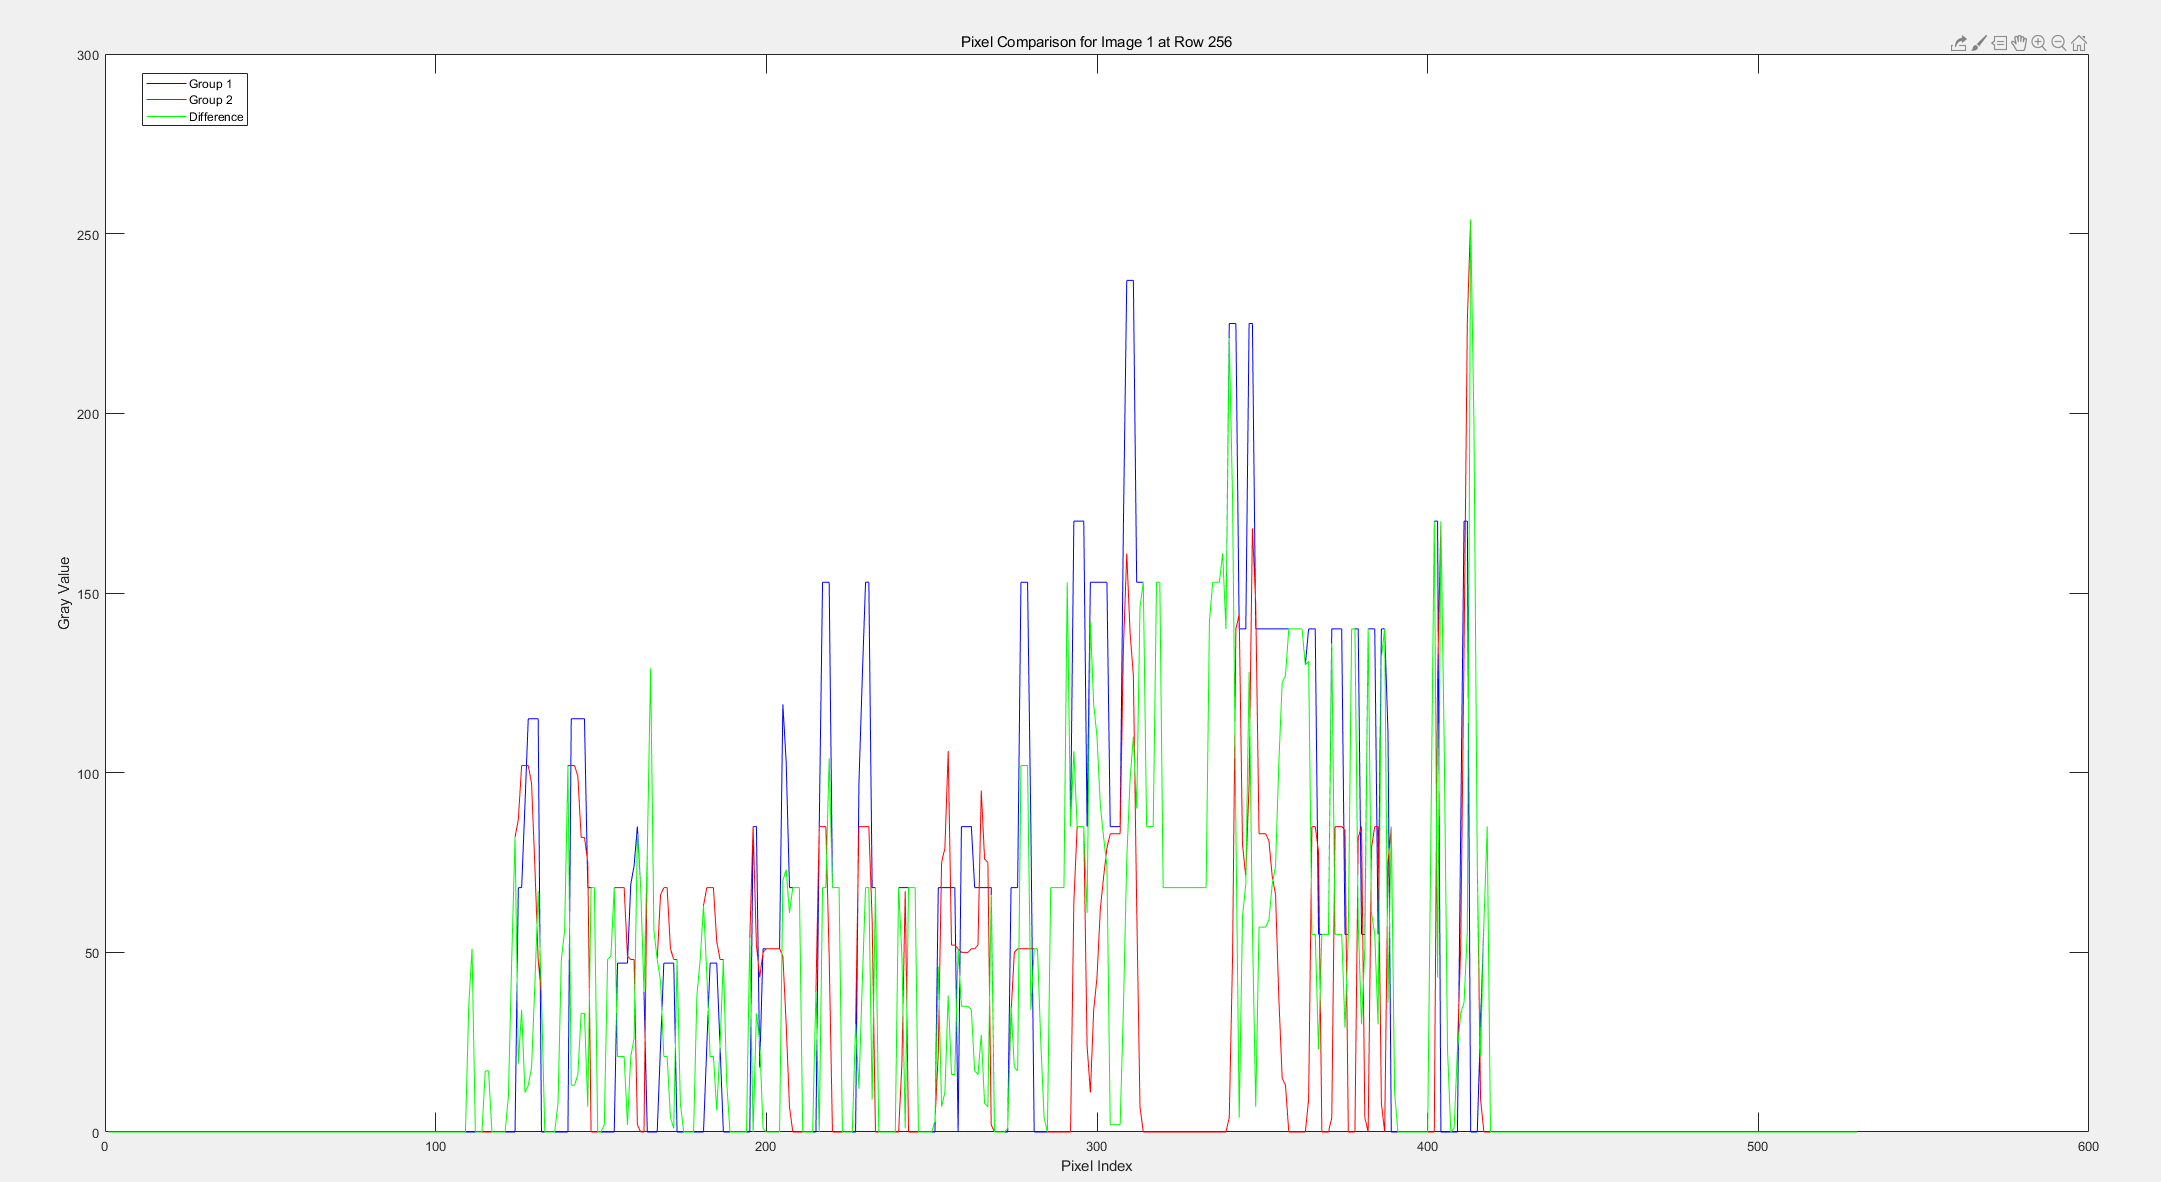 Pixel Comparison for Image 1 at Row 256
300
250
200
150
100
50
0
Gray Value
Group 1
Group 2
Difference
0 100 200 300 400 500 600
Pixel Index